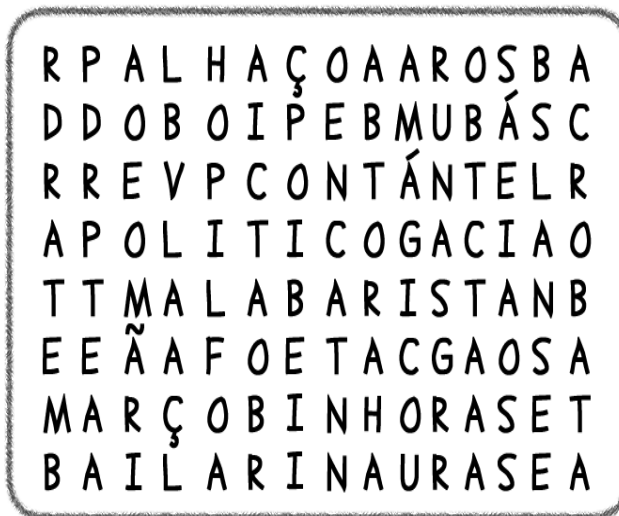 R P A L H A Ç O A A R O S B A
D D O B O I P E B M U B Á S C
R R E V P C O N T Á N T E L R
A P O L I T I C O G A C I A O
T T M A L A B A R I S T A N B
E E Ã A F O E T A C G A O S A
M A R Ç O B I N H O R A S E T
B A I L A R I N A U R A S E A